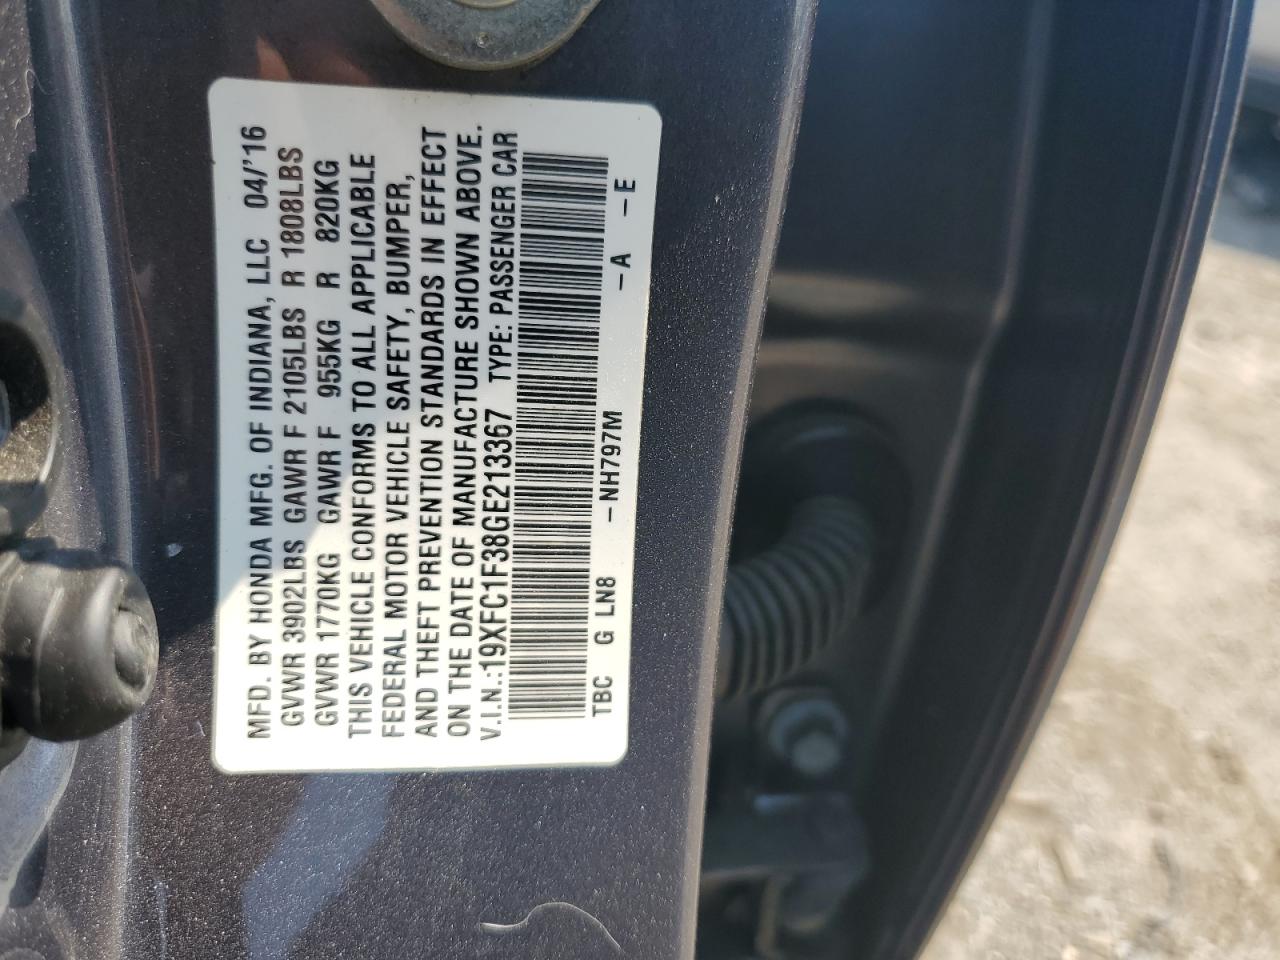 MFD. BY HONDA MFG. OF INDIANA, LLC 04/'16
GVWR 3902LBS GAWR F 2105LBS R 1808LBS
GVWR 1770KG GAWR F 955KG R 820KG
THIS VEHICLE CONFORMS TO ALL APPLICABLE
FEDERAL MOTOR VEHICLE SAFETY, BUMPER,
AND THEFT PREVENTION STANDARDS IN EFFECT
ON THE DATE OF MANUFACTURE SHOWN ABOVE.
V.I.N.:19XFC1F38GE213367 TYPE: PASSENGER CAR
TBC G LN8 -NH797M -A -E